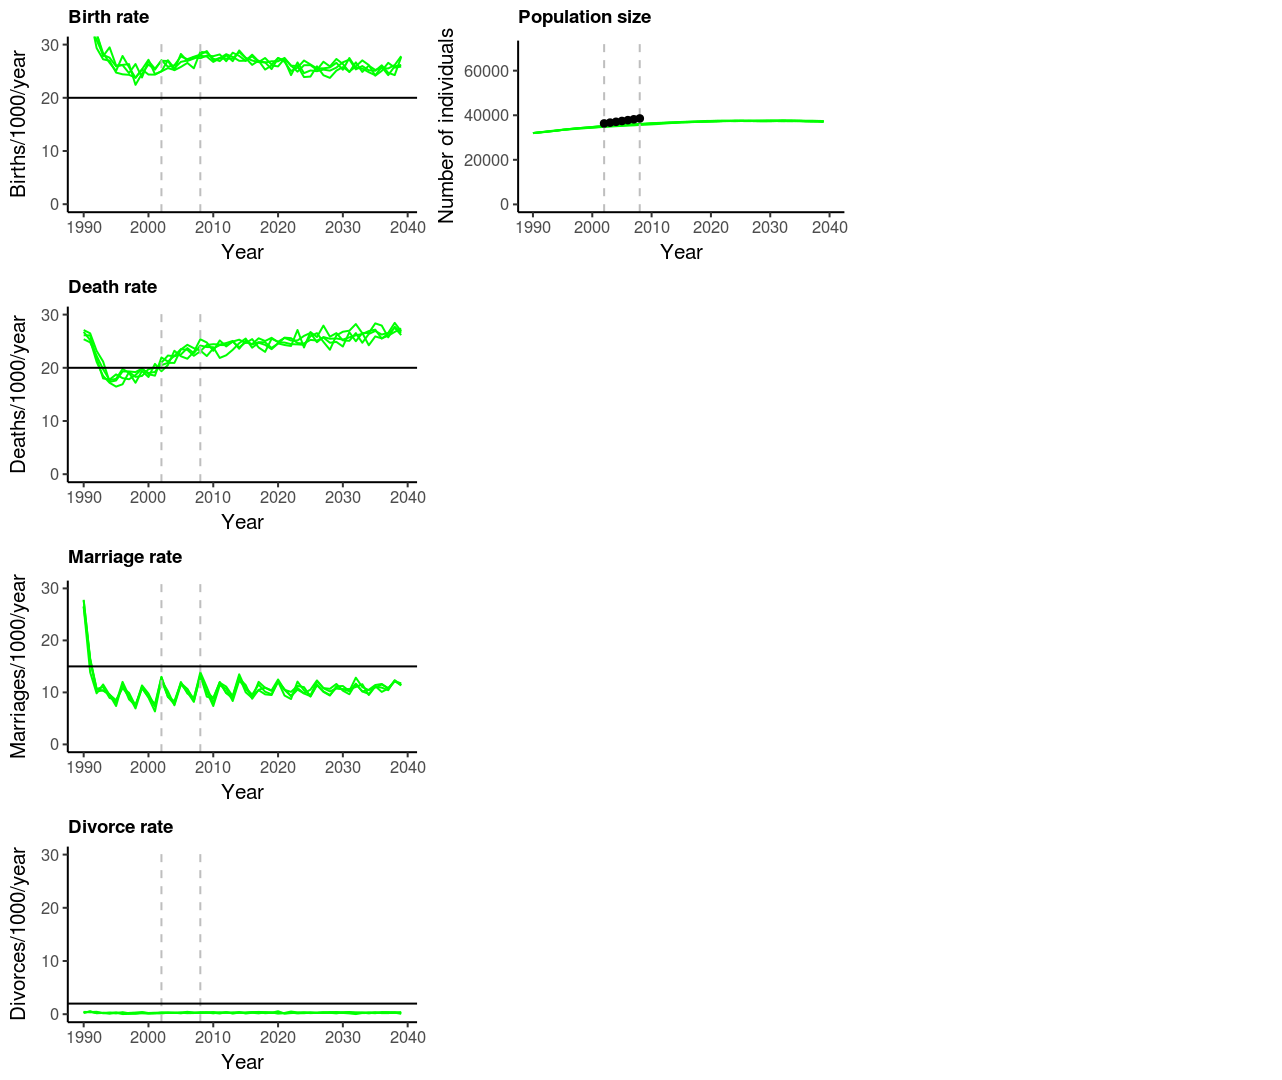 Birth rate
Births/1000/year
30
20
10
0
1990 2000 2010 2020 2030 2040
Year
Population size
Number of individuals
60000
40000
20000
0
1990 2000 2010 2020 2030 2040
Year
Death rate
Deaths/1000/year
30
20
10
0
1990 2000 2010 2020 2030 2040
Year
Marriage rate
Marriages/1000/year
30
20
10
0
1990 2000 2010 2020 2030 2040
Year
Divorce rate
Divorces/1000/year
30
20
10
0
1990 2000 2010 2020 2030 2040
Year